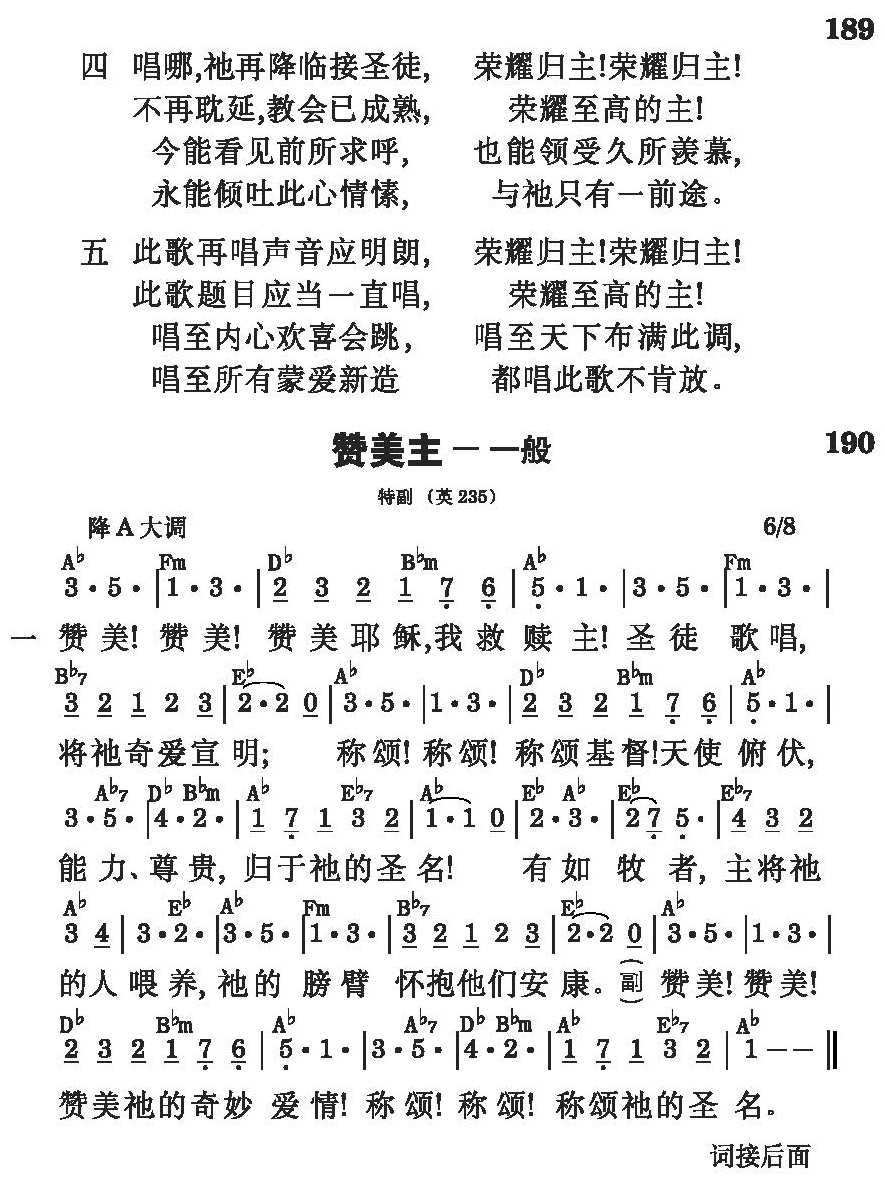 189
四 唱哪,祂再降临接圣徒, 荣耀归主!荣耀归主!
不再耽延,教会已成熟, 荣耀至高的主!
今能看见前所求呼, 也能领受久所羡慕,
永能倾吐此心情愫, 与祂只有一前途。
五 此歌再唱声音应明朗, 荣耀归主!荣耀归主!
此歌题目应当一直唱, 荣耀至高的主!
唱至内心欢喜会跳, 唱至天下布满此调,
唱至所有蒙爱新造 都唱此歌不肯放。
赞美主－一般 190
特副 (英235)
降A大调 6/8
A♭ Fm D♭ B♭m A♭ Fm
3·5·|1·3·|2 3 2 1 7 6|5·1·|3·5·|1·3·|
一 赞美! 赞美! 赞美耶稣,我救赎主! 圣徒歌唱,
B♭7 E♭ A♭ D♭ B♭m A♭
3 2 1 2 3|2·2 0|3·5·|1·3·|2 3 2 1 7 6|5·1·|
将祂奇爱宣明; 称颂! 称颂! 称颂基督!天使俯伏,
A♭7 D♭ B♭m A♭ E♭7 A♭ E♭ A♭ E♭ E♭7
3·5·|4·2·|1 7 1 3 2|1·1 0|2·3·|2 7 5·|4 3 2
能力、尊贵, 归于祂的圣名! 有如牧者, 主将祂
A♭ E♭ A♭ Fm B♭7 E♭ A♭
3 4|3·2·|3·5·|1·3·|3 2 1 2 3|2·2 0|3·5·|1·3·|
的人喂养, 祂的膀臂 怀抱他们安康。(副) 赞美! 赞美!
D♭ B♭m A♭ A♭7 D♭ B♭m A♭ E♭7 A♭
2 3 2 1 7 6|5·1·|3·5·|4·2·|1 7 1 3 2|1－－‖
赞美祂的奇妙爱情! 称颂! 称颂! 称颂祂的圣名。
词接后面